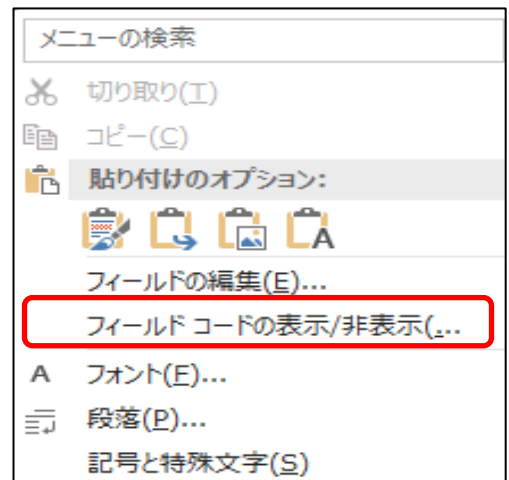 メニューの検索
切り取り(T)
コピー(C)
貼り付けのオプション:
フィールドの編集(E)...
フィールド コードの表示/非表示(...
フォント(F)...
段落(P)...
記号と特殊文字(S)